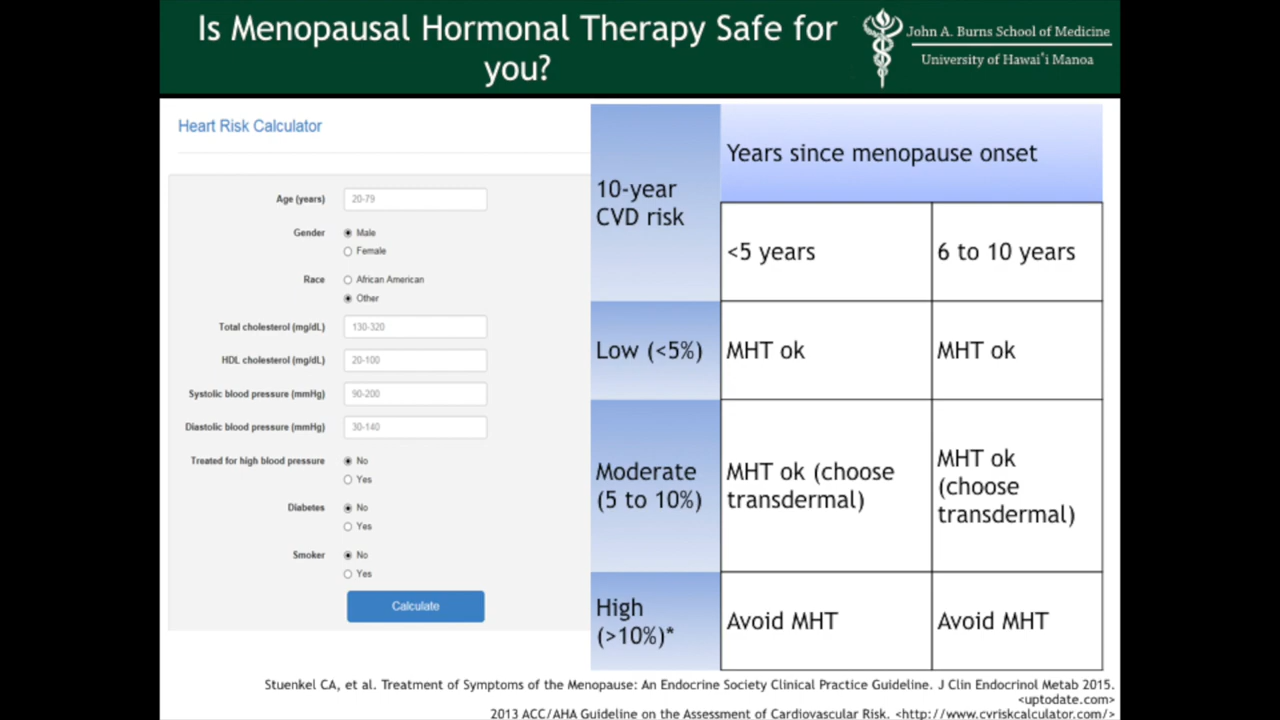 Is Menopausal Hormonal Therapy Safe for
you?
John A. Burns School of Medicine
University of Hawai`i Manoa
Heart Risk Calculator
Age (years) 20-79
Gender Male
Female
Race African American
Other
Total cholesterol (mg/dL) 130-320
HDL cholesterol (mg/dL) 20-100
Systolic blood pressure (mmHg) 90-200
Diastolic blood pressure (mmHg) 30-140
Treated for high blood pressure No
Yes
Diabetes No
Yes
Smoker No
Yes
Calculate
10-year
CVD risk
Years since menopause onset
<5 years
6 to 10 years
Low (<5%)
MHT ok
MHT ok
Moderate
(5 to 10%)
MHT ok (choose
transdermal)
MHT ok
(choose
transdermal)
High
(>10%)*
Avoid MHT
Avoid MHT
Stuenkel CA, et al. Treatment of Symptoms of the Menopause: An Endocrine Society Clinical Practice Guideline. J Clin Endocrinol Metab 2015.
<uptodate.com>
2013 ACC/AHA Guideline on the Assessment of Cardiovascular Risk. <http://www.cvriskcalculator.com/>